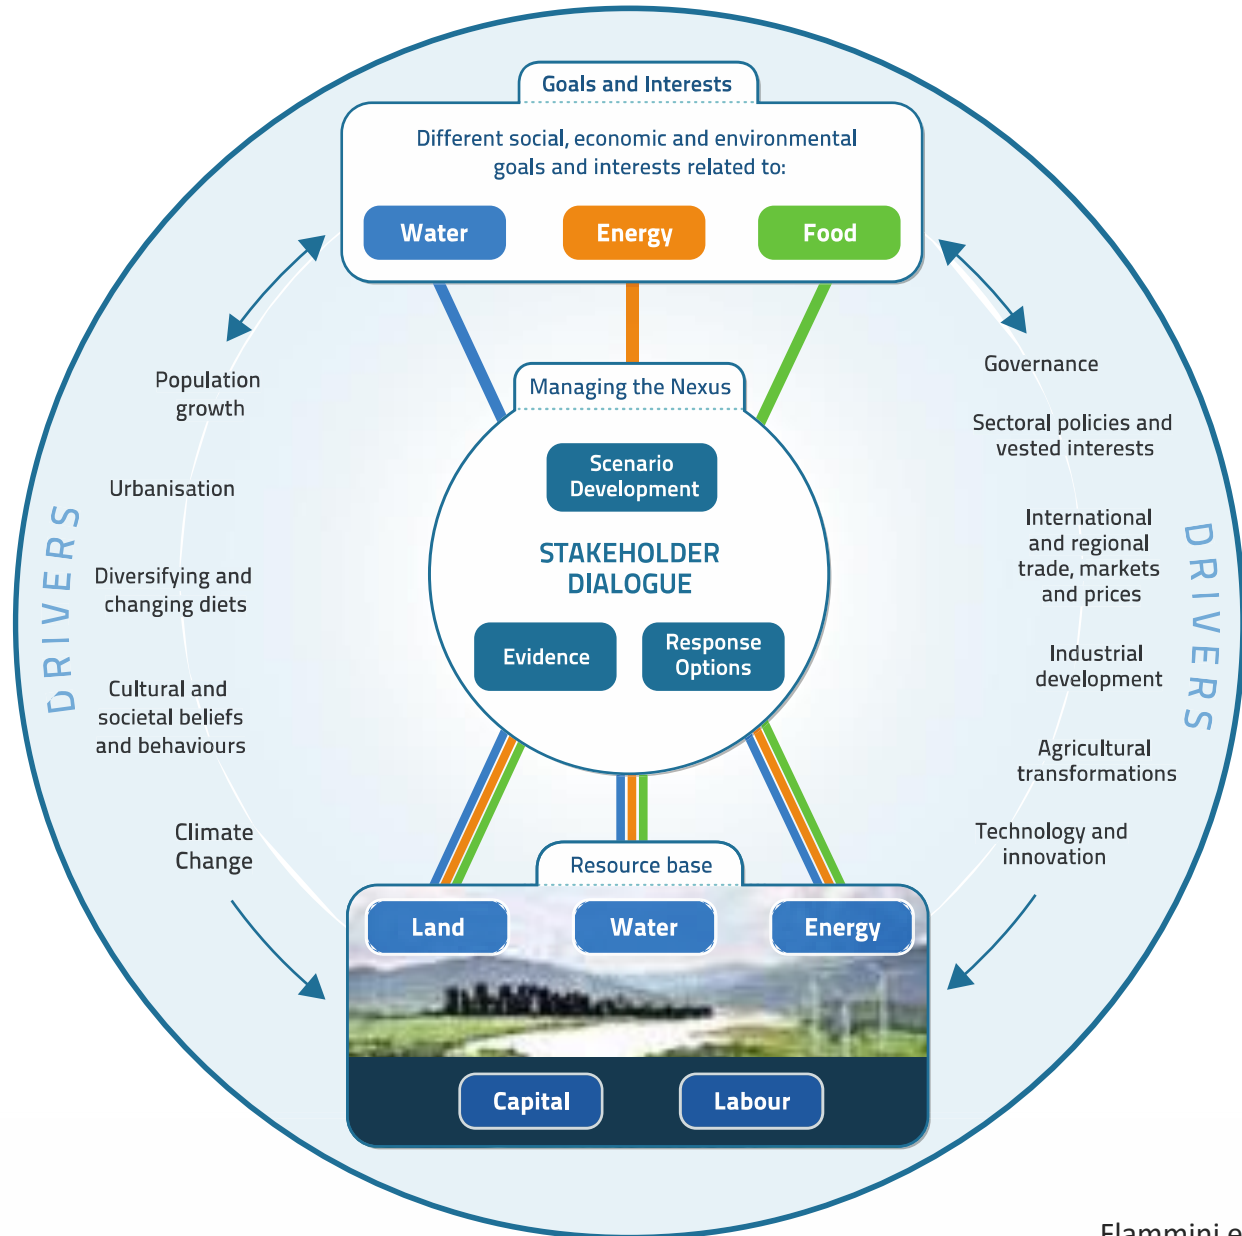 Goals and Interests
Different social, economic and environmental
goals and interests related to:
Water
Energy
Food
Managing the Nexus
Scenario
Development
STAKEHOLDER
DIALOGUE
Evidence
Response
Options
DRIVERS
Population
growth
Urbanisation
Diversifying and
changing diets
Cultural and
societal beliefs
and behaviours
Climate
Change
DRIVERS
Governance
Sectoral policies and
vested interests
International
and regional
trade, markets
and prices
Industrial
development
Agricultural
transformations
Technology and
innovation
Resource base
Land
Water
Energy
Capital
Labour
Flammini e